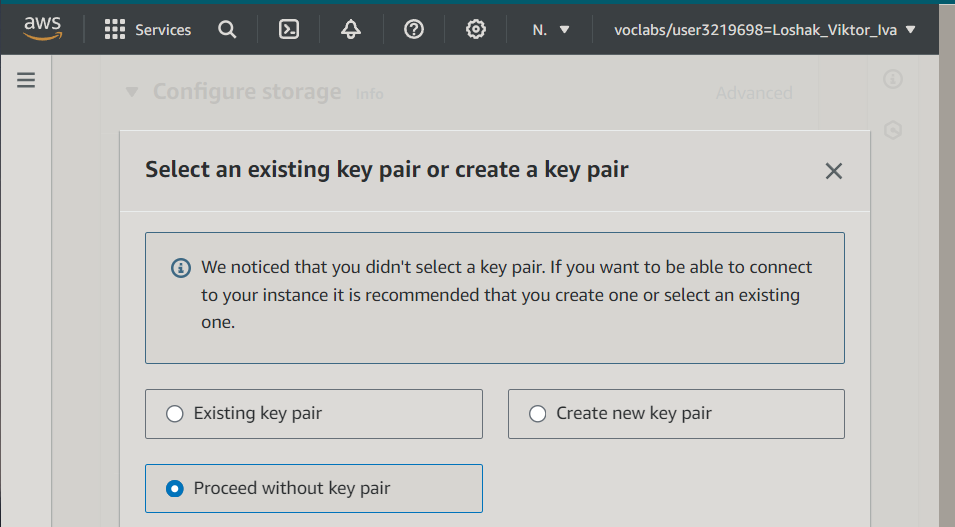 aws Services N. voclabs/user3219698=Loshak_Viktor_Iva
Configure storage Info Advanced
Select an existing key pair or create a key pair
We noticed that you didn't select a key pair. If you want to be able to connect
to your instance it is recommended that you create one or select an existing
one.
Existing key pair Create new key pair
Proceed without key pair